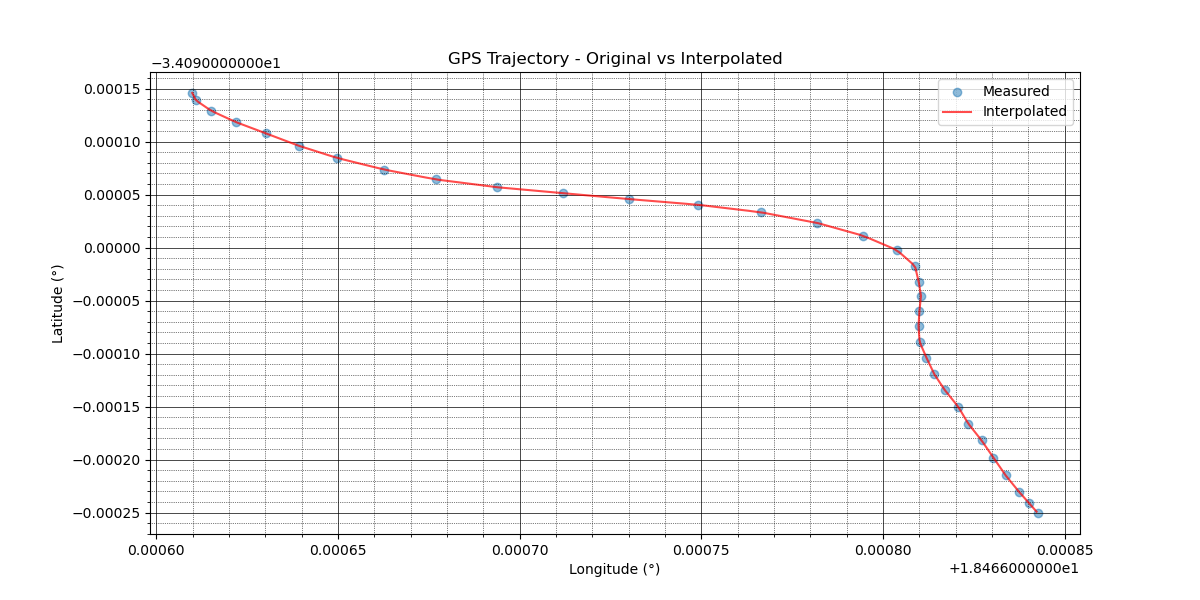 GPS Trajectory - Original vs Interpolated
−3.4090000000e1
Measured
Interpolated
0.00015
0.00010
0.00005
0.00000
−0.00005
−0.00010
−0.00015
−0.00020
−0.00025
Latitude (°)
0.00060 0.00065 0.00070 0.00075 0.00080 0.00085
Longitude (°)
+1.8466000000e1